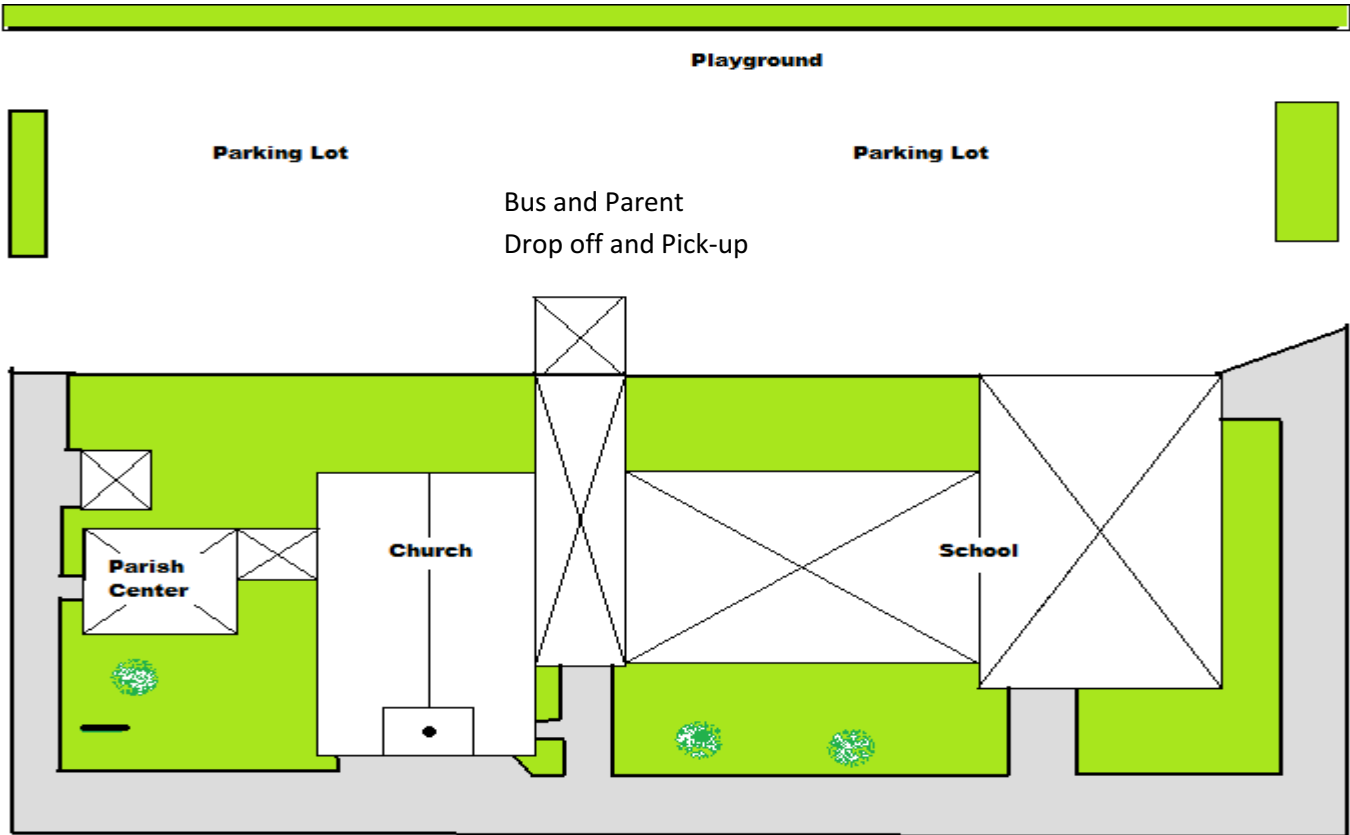 Playground
Parking Lot
Parking Lot
Bus and Parent
Drop off and Pick-up
Church
School
Parish
Center